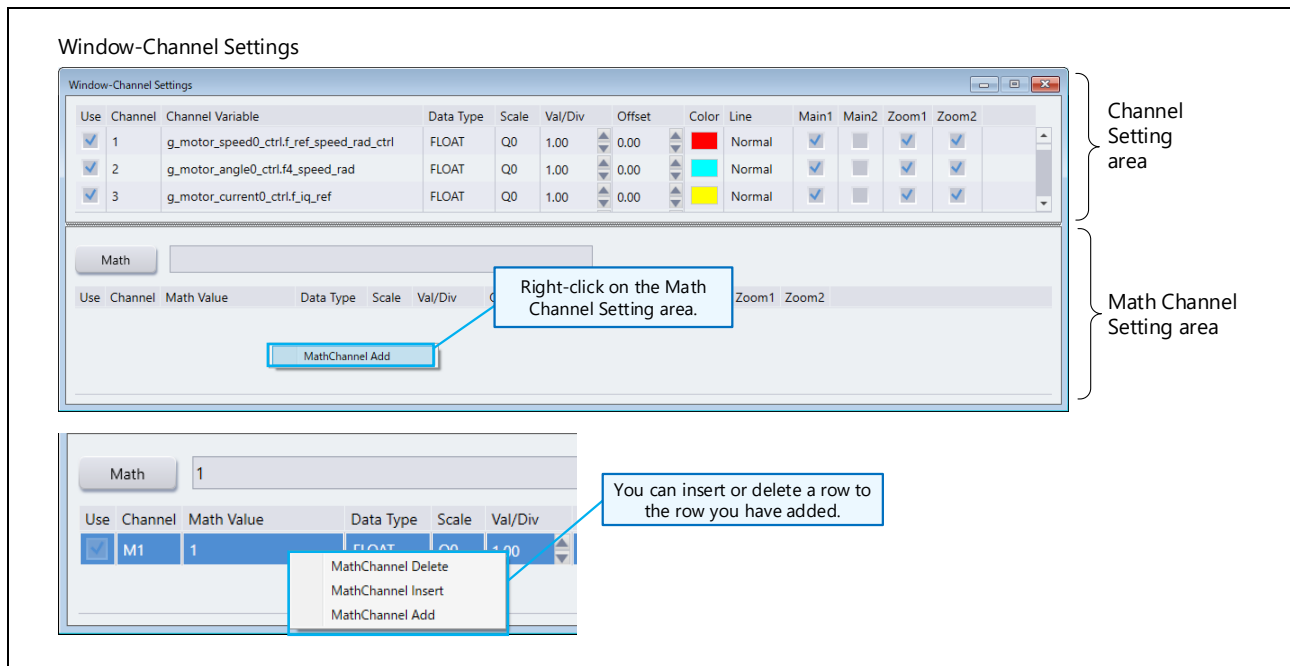 Window-Channel Settings
Window-Channel Settings
Use Channel Channel Variable Data Type Scale Val/Div Offset Color Line Main1 Main2 Zoom1 Zoom2
1 g_motor_speed0_ctrl.f_ref_speed_rad_ctrl FLOAT Q0 1.00 0.00 Normal
2 g_motor_angle0_ctrl.f4_speed_rad FLOAT Q0 1.00 0.00 Normal
3 g_motor_current0_ctrl.f_iq_ref FLOAT Q0 1.00 0.00 Normal
Channel
Setting
area
Math
Use Channel Math Value Data Type Scale Val/Div Zoom1 Zoom2
Right-click on the Math
Channel Setting area.
MathChannel Add
Math Channel
Setting area
Math 1
Use Channel Math Value Data Type Scale Val/Div
M1 1 FLOAT Q0 1.00
MathChannel Delete
MathChannel Insert
MathChannel Add
You can insert or delete a row to
the row you have added.